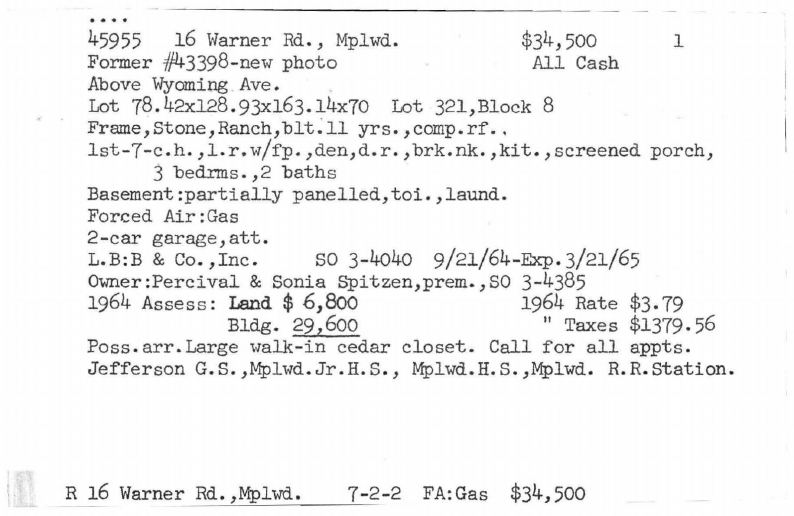 ....
45955 16 Warner Rd., Mplwd. $34,500 1
Former #43398-new photo All Cash
Above Wyoming Ave.
Lot 78.42x128.93x163.14x70 Lot 321,Block 8
Frame,Stone,Ranch,blt.11 yrs.,comp.rf..
1st-7-c.h.,l.r.w/fp.,den,d.r.,brk.nk.,kit.,screened porch,
3 bedrms.,2 baths
Basement:partially panelled,toi.,laund.
Forced Air:Gas
2-car garage,att.
L.B:B & Co.,Inc. SO 3-4040 9/21/64-Exp.3/21/65
Owner:Percival & Sonia Spitzen,prem.,SO 3-4385
1964 Assess: Land $ 6,800 1964 Rate $3.79
Bldg. 29,600 " Taxes $1379.56
Poss.arr.Large walk-in cedar closet. Call for all appts.
Jefferson G.S.,Mplwd.Jr.H.S., Mplwd.H.S.,Mplwd. R.R.Station.
R 16 Warner Rd.,Mplwd. 7-2-2 FA:Gas $34,500